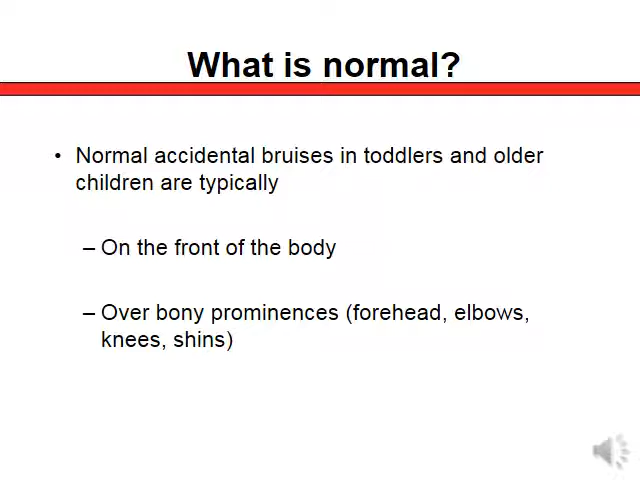 What is normal?
• Normal accidental bruises in toddlers and older
children are typically
– On the front of the body
– Over bony prominences (forehead, elbows,
knees, shins)